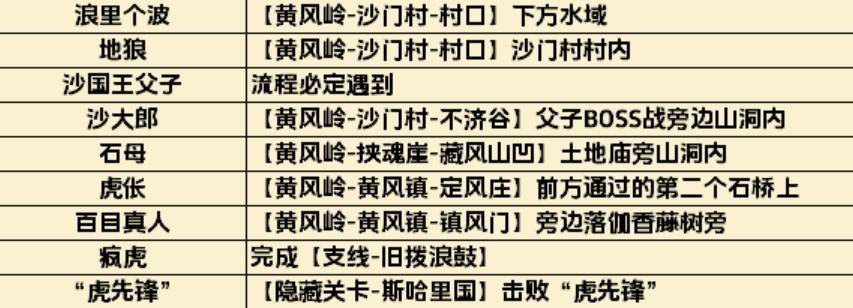 浪里个波 【黄风岭-沙门村-村口】下方水域
地狼 【黄风岭-沙门村-村口】沙门村村内
沙国王父子 流程必定遇到
沙大郎 【黄风岭-沙门村-不济谷】父子BOSS战旁边山洞内
石母 【黄风岭-挟魂崖-藏风山凹】土地庙旁山洞内
虎伥 【黄风岭-黄风镇-定风庄】前方通过的第二个石桥上
百目真人 【黄风岭-黄风镇-镇风门】旁边落伽香藤树旁
疯虎 完成【支线-旧拨浪鼓】
“虎先锋” 【隐藏关卡-斯哈里国】击败“虎先锋”